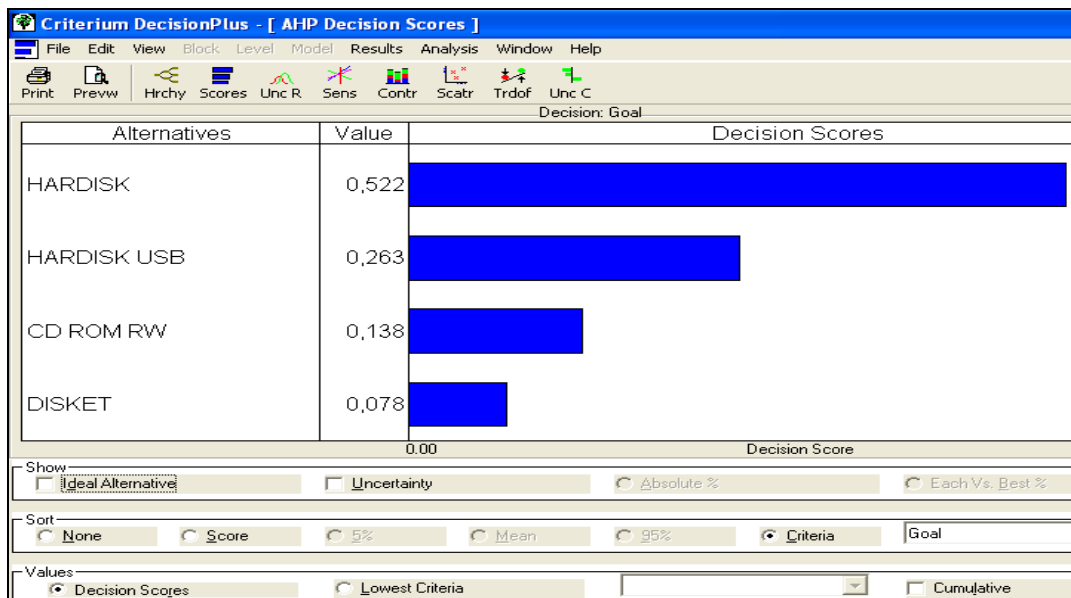 Criterium DecisionPlus - [ AHP Decision Scores ]
File Edit View Block Level Model Results Analysis Window Help
Print Prevw Hrchy Scores Unc R Sens Contr Scatr Trdof Unc C
Decision: Goal
Alternatives Value Decision Scores
HARDISK 0,522
HARDISK USB 0,263
CD ROM RW 0,138
DISKET 0,078
0.00 Decision Score
Show
Ideal Alternative Uncertainty Absolute % Each Vs. Best %
Sort
None Score 5% Mean 95% Criteria Goal
Values
Decision Scores Lowest Criteria Cumulative